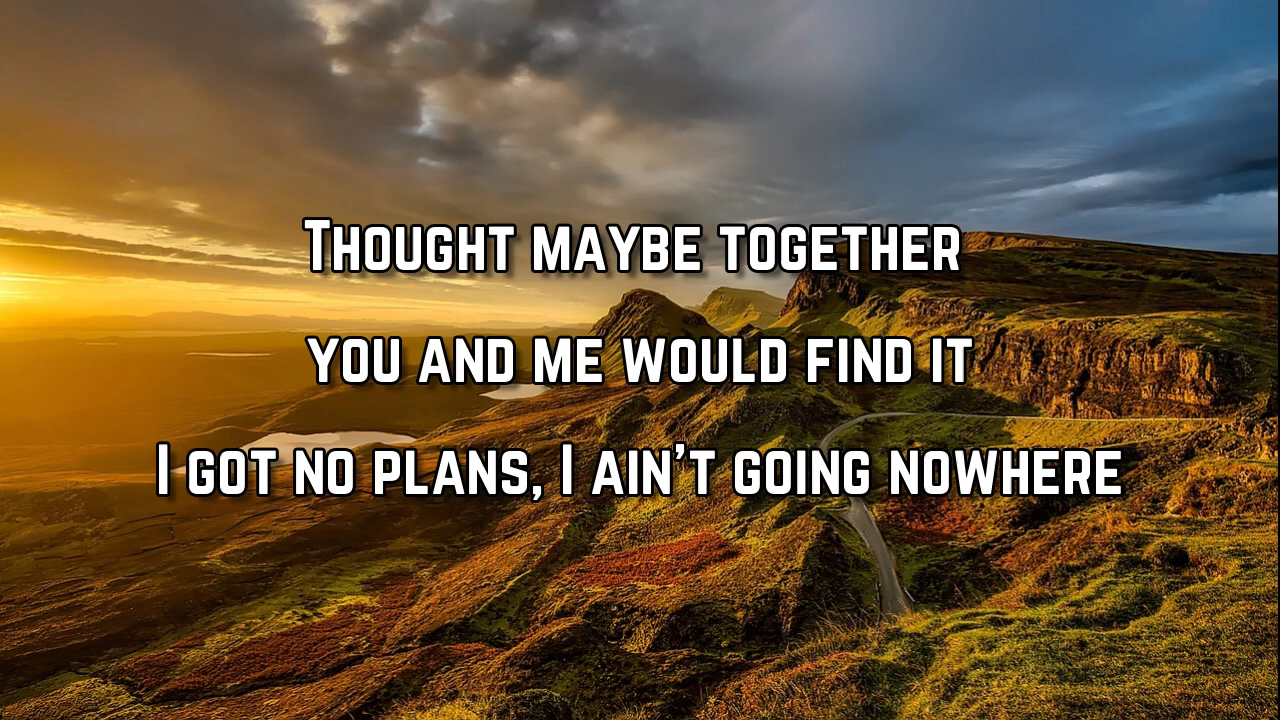 Thought maybe together
you and me would find it
I got no plans, I ain't going nowhere